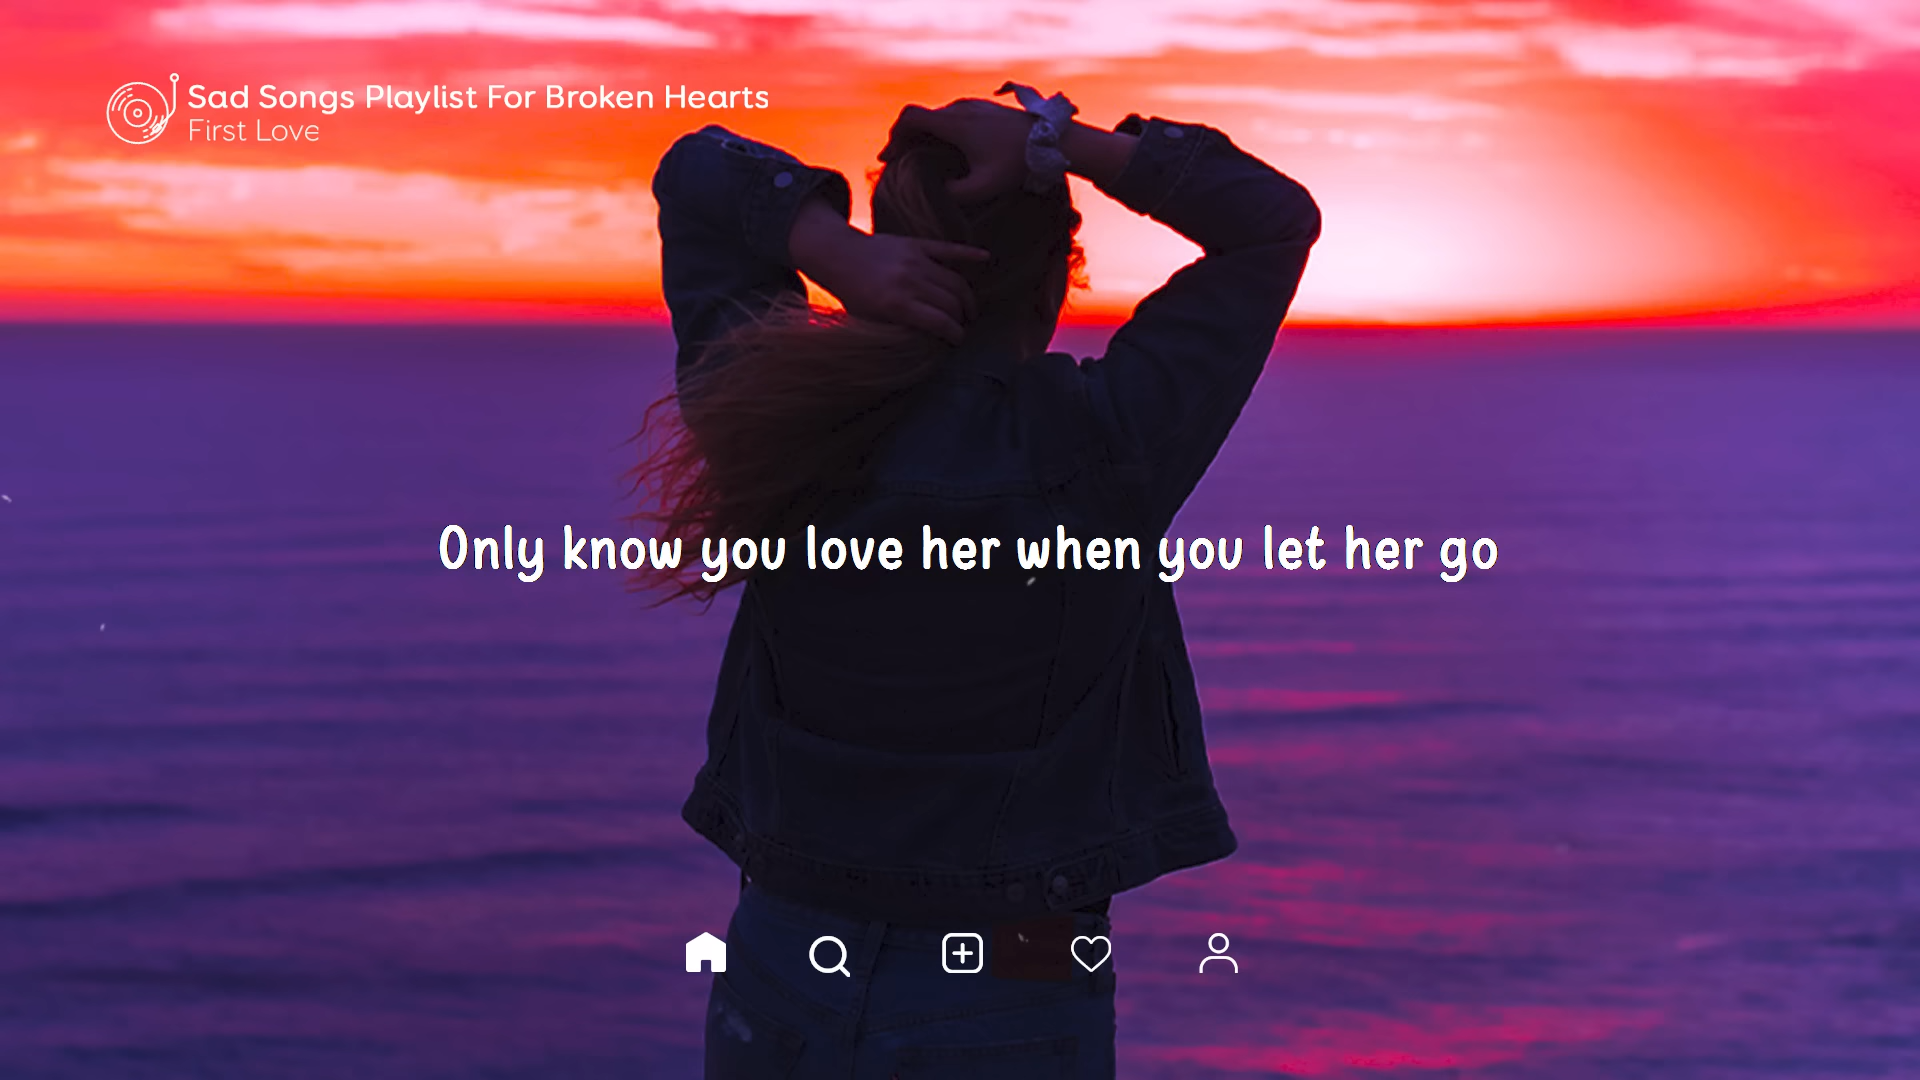 Sad Songs Playlist For Broken Hearts
First Love
Only know you love her when you let her go